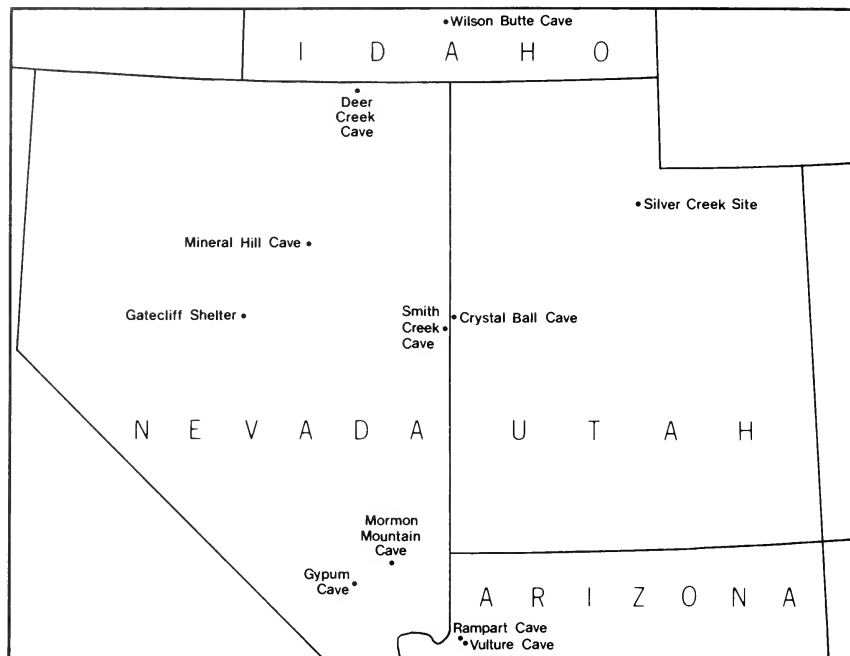 Wilson Butte Cave
I D A H O
Deer
Creek
Cave
Silver Creek Site
Mineral Hill Cave
Gatecliff Shelter
Smith
Creek
Cave
Crystal Ball Cave
N E V A D A
U T A H
Mormon
Mountain
Cave
Gypum
Cave
A R I Z O N A
Rampart Cave
Vulture Cave